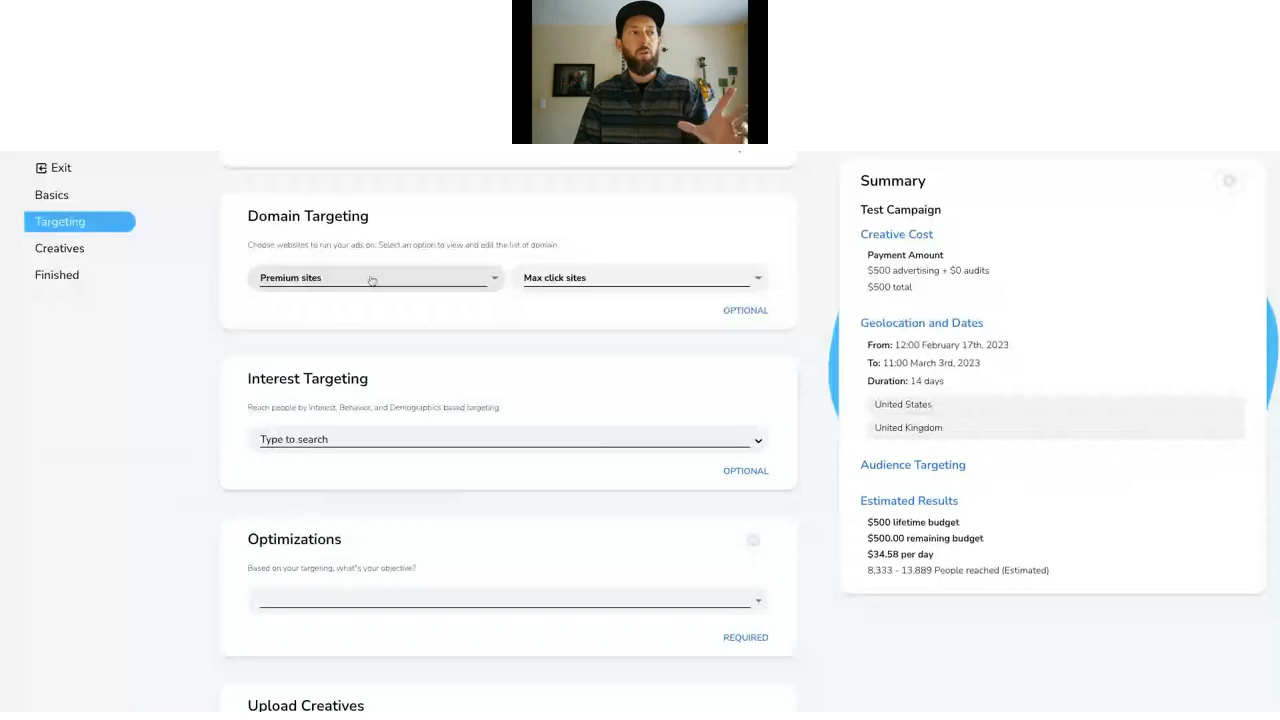 Exit
Basics
Targeting
Creatives
Finished
Domain Targeting
Choose websites to run your ads on. Select an option to view and edit the list of domain.
Premium sites
Max click sites
OPTIONAL
Interest Targeting
Reach people by Interest, Behavior, and Demographics based targeting.
Type to search
OPTIONAL
Optimizations
Based on your targeting, what's your objective?
REQUIRED
Upload Creatives
Summary
Test Campaign
Creative Cost
Payment Amount
$500 advertising + $0 audits
$500 total
Geolocation and Dates
From: 12:00 February 17th, 2023
To: 11:00 March 3rd, 2023
Duration: 14 days
United States
United Kingdom
Audience Targeting
Estimated Results
$500 lifetime budget
$500.00 remaining budget
$34.58 per day
8,333 - 13,889 People reached (Estimated)